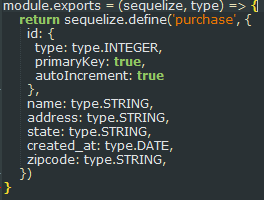 module.exports = (sequelize, type) => {
  return sequelize.define('purchase', {
    id: {
      type: type.INTEGER,
      primaryKey: true,
      autoIncrement: true
    },
    name: type.STRING,
    address: type.STRING,
    state: type.STRING,
    created_at: type.DATE,
    zipcode: type.STRING,
  })
}